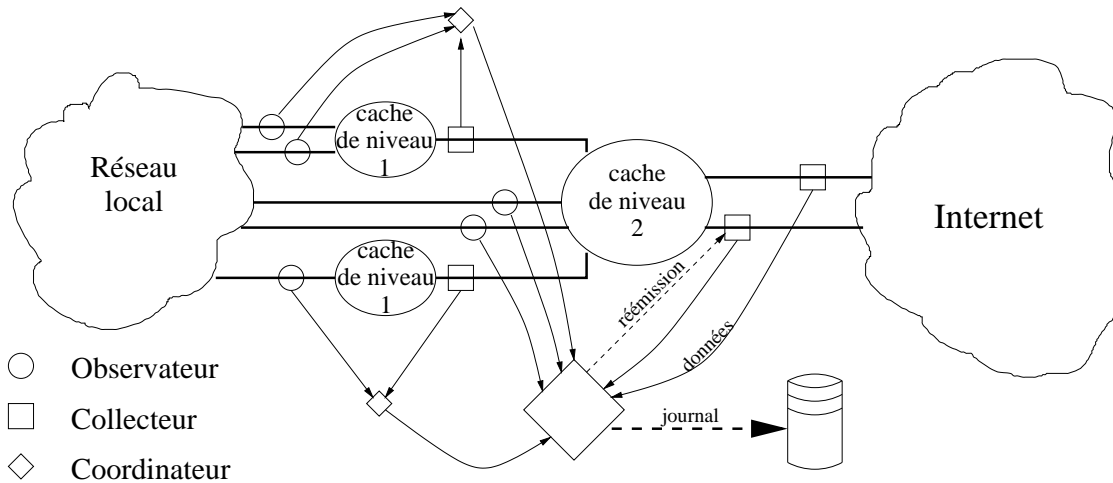 cache
de niveau
1
Réseau
local
cache
de niveau
2
Internet
cache
de niveau
1
réémission
données
Observateur
Collecteur
journal
Coordinateur